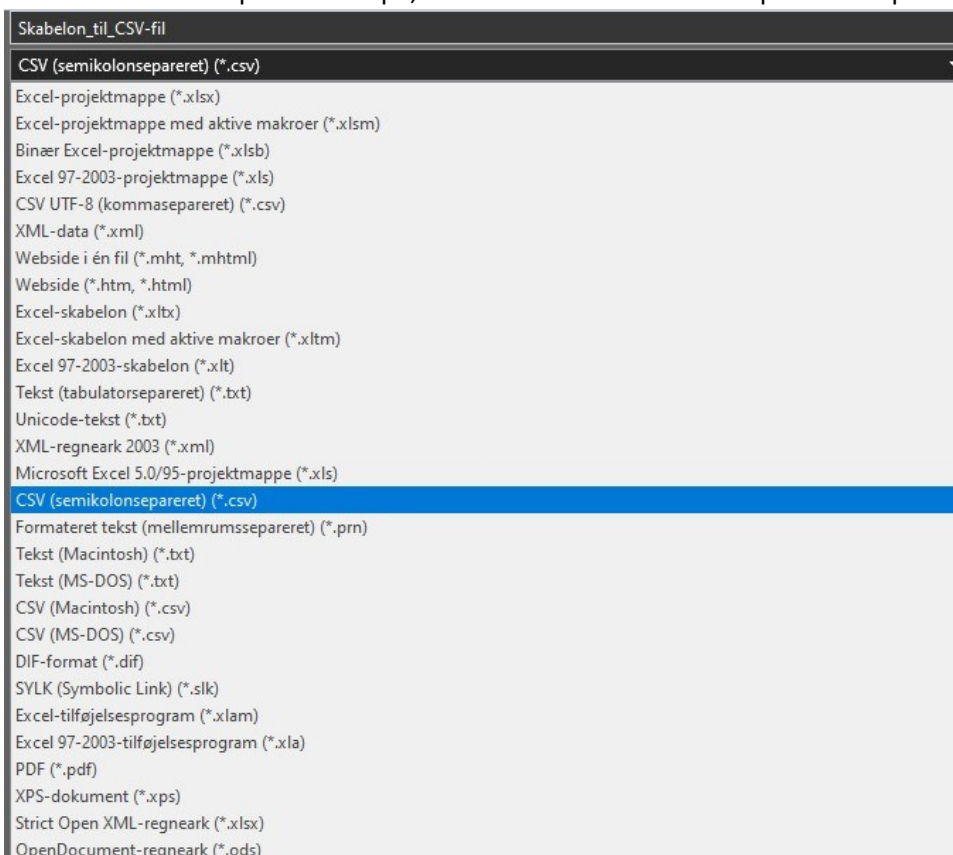 Skabelon_til_CSV-fil
CSV (semikolonsepareret) (*.csv)
Excel-projektmappe (*.xlsx)
Excel-projektmappe med aktive makroer (*.xlsm)
Binær Excel-projektmappe (*.xlsb)
Excel 97-2003-projektmappe (*.xls)
CSV UTF-8 (kommasepareret) (*.csv)
XML-data (*.xml)
Webside i én fil (*.mht, *.mhtml)
Webside (*.htm, *.html)
Excel-skabelon (*.xltx)
Excel-skabelon med aktive makroer (*.xltm)
Excel 97-2003-skabelon (*.xlt)
Tekst (tabulatorsepareret) (*.txt)
Unicode-tekst (*.txt)
XML-regneark 2003 (*.xml)
Microsoft Excel 5.0/95-projektmappe (*.xls)
CSV (semikolonsepareret) (*.csv)
Formateret tekst (mellemrumssepareret) (*.prn)
Tekst (Macintosh) (*.txt)
Tekst (MS-DOS) (*.txt)
CSV (Macintosh) (*.csv)
CSV (MS-DOS) (*.csv)
DIF-format (*.dif)
SYLK (Symbolic Link) (*.slk)
Excel-tilføjelsesprogram (*.xlam)
Excel 97-2003-tilføjelsesprogram (*.xla)
PDF (*.pdf)
XPS-dokument (*.xps)
Strict Open XML-regneark (*.xlsx)
OpenDocument-regneark (*.ods)